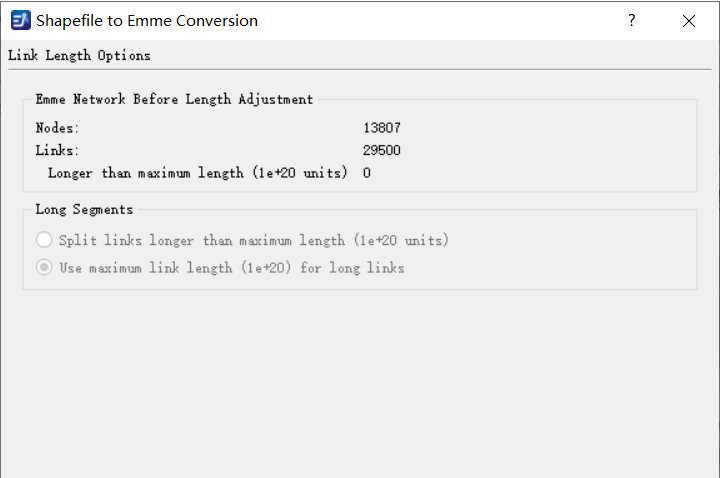 Shapefile to Emme Conversion
?
Link Length Options
Emme Network Before Length Adjustment
Nodes: 13807
Links: 29500
Longer than maximum length (1e+20 units) 0
Long Segments
Split links longer than maximum length (1e+20 units)
Use maximum link length (1e+20) for long links